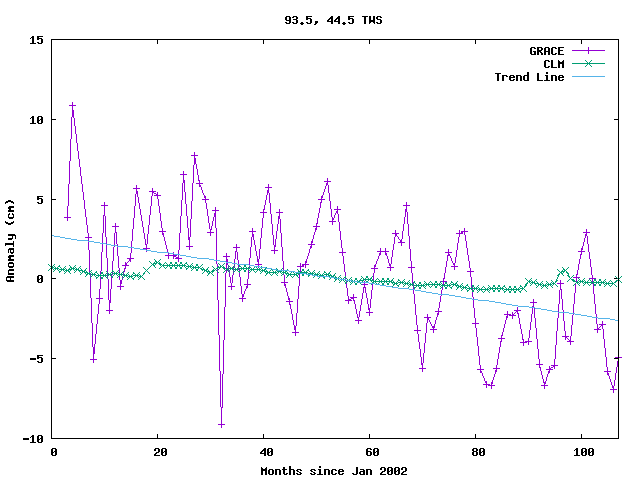 93.5, 44.5 TWS
GRACE
CLM
Trend Line
15
10
5
0
-5
-10
Anomaly (cm)
0 20 40 60 80 100
Months since Jan 2002